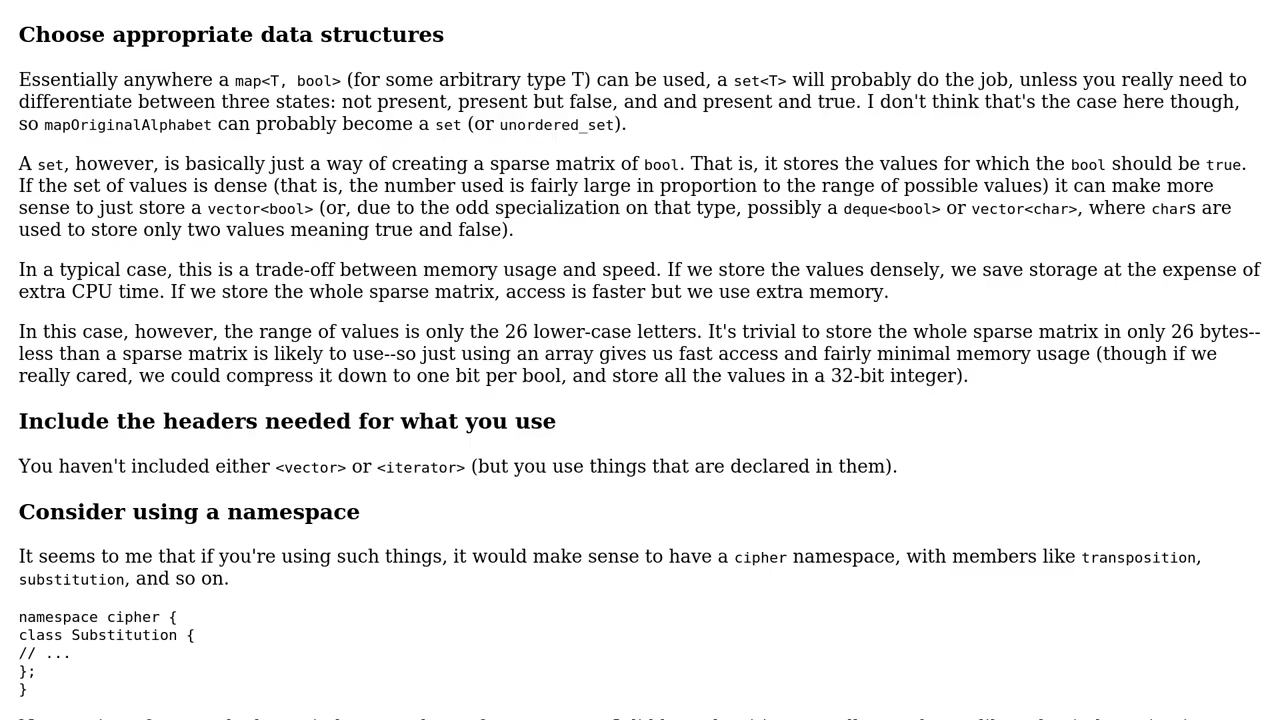 Choose appropriate data structures
Essentially anywhere a map<T, bool> (for some arbitrary type T) can be used, a set<T> will probably do the job, unless you really need to
differentiate between three states: not present, present but false, and and present and true. I don't think that's the case here though,
so mapOriginalAlphabet can probably become a set (or unordered_set).
A set, however, is basically just a way of creating a sparse matrix of bool. That is, it stores the values for which the bool should be true.
If the set of values is dense (that is, the number used is fairly large in proportion to the range of possible values) it can make more
sense to just store a vector<bool> (or, due to the odd specialization on that type, possibly a deque<bool> or vector<char>, where chars are
used to store only two values meaning true and false).
In a typical case, this is a trade-off between memory usage and speed. If we store the values densely, we save storage at the expense of
extra CPU time. If we store the whole sparse matrix, access is faster but we use extra memory.
In this case, however, the range of values is only the 26 lower-case letters. It's trivial to store the whole sparse matrix in only 26 bytes--
less than a sparse matrix is likely to use--so just using an array gives us fast access and fairly minimal memory usage (though if we
really cared, we could compress it down to one bit per bool, and store all the values in a 32-bit integer).
Include the headers needed for what you use
You haven't included either <vector> or <iterator> (but you use things that are declared in them).
Consider using a namespace
It seems to me that if you're using such things, it would make sense to have a cipher namespace, with members like transposition,
substitution, and so on.
namespace cipher {
class Substitution {
// ...
};
}